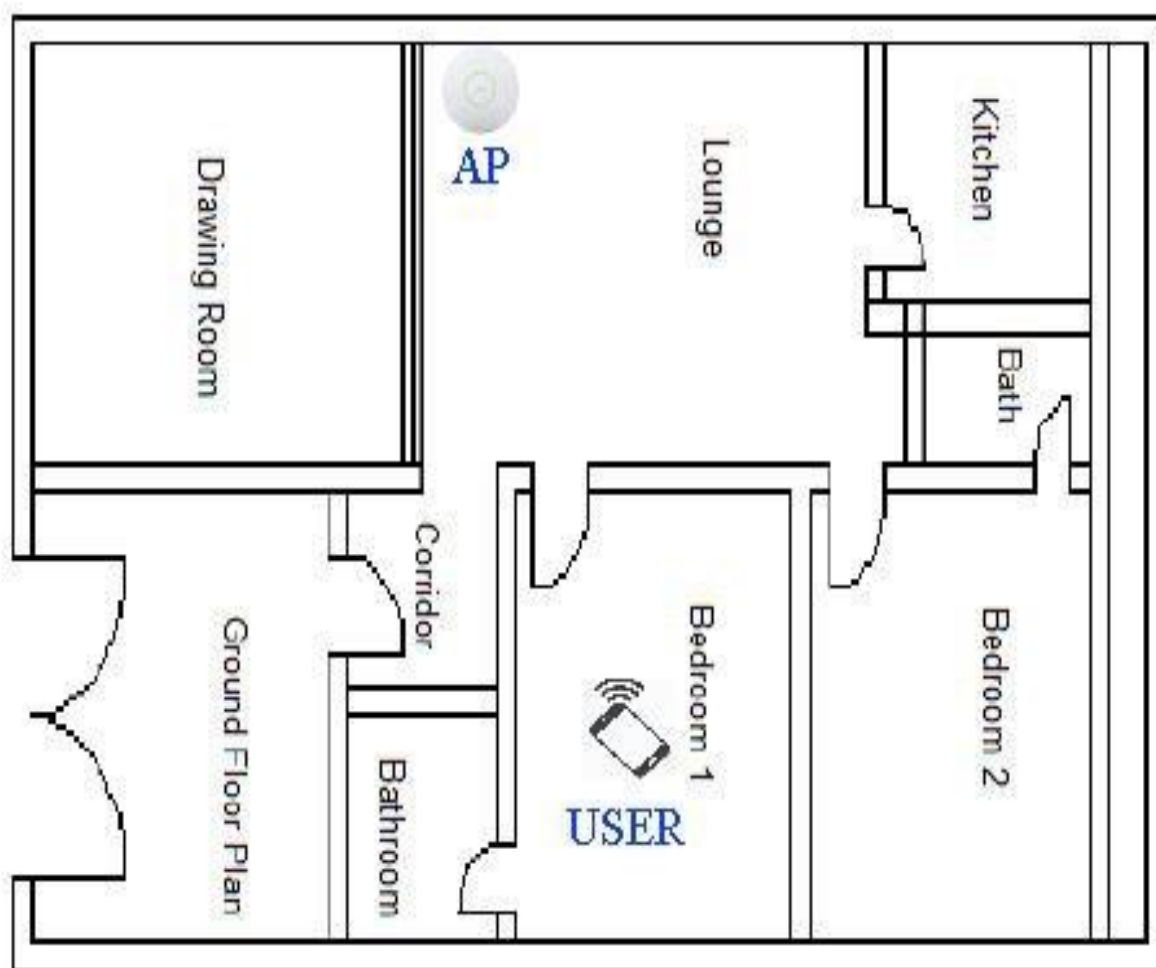 Kitchen
AP
Lounge
Drawing Room
Bath
Corridor
Bedroom 1
Bedroom 2
Ground Floor Plan
Bathroom
USER